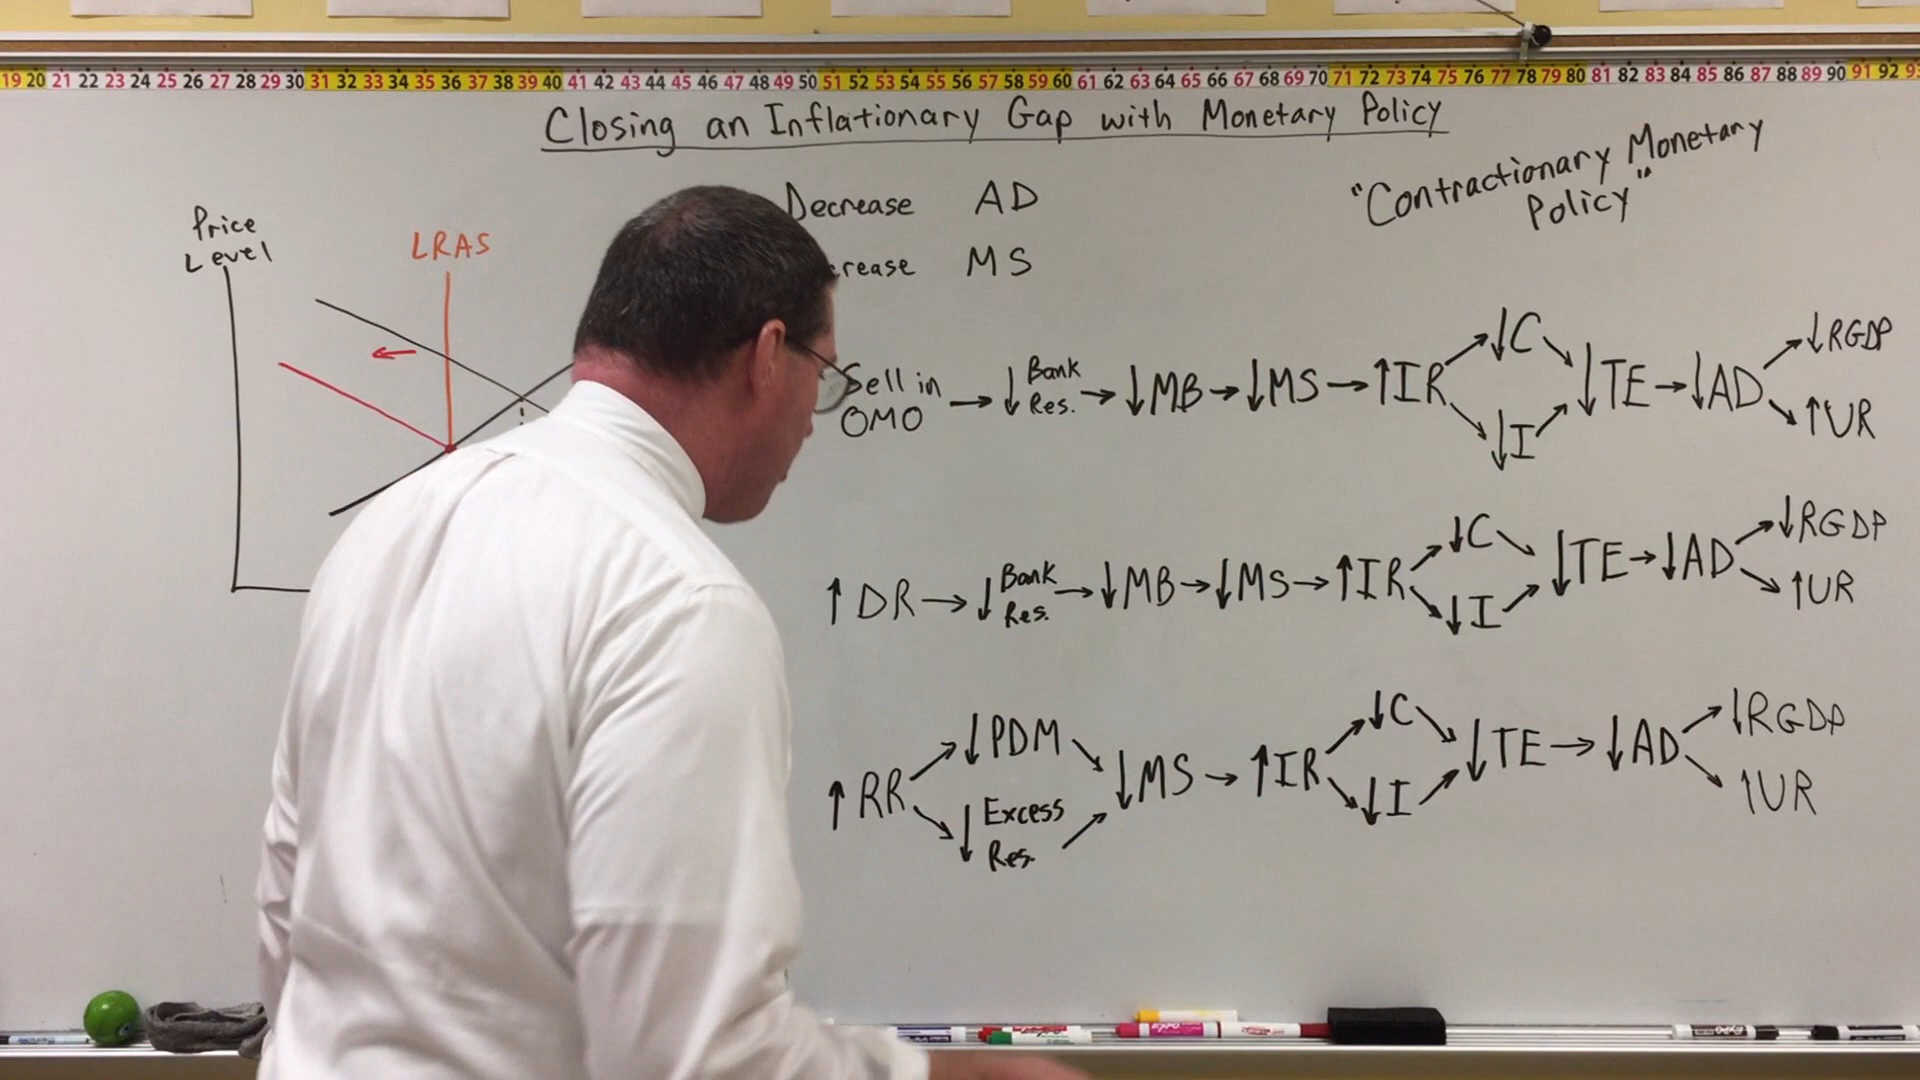 19 20 21 22 23 24 25 26 27 28 29 30 31 32 33 34 35 36 37 38 39 40 41 42 43 44 45 46 47 48 49 50 51 52 53 54 55 56 57 58 59 60 61 62 63 64 65 66 67 68 69 70 71 72 73 74 75 76 77 78 79 80 81 82 83 84 85 86 87 88 89 90 91 92
Closing an Inflationary Gap with Monetary Policy
"Contractionary Monetary
Policy"
Decrease AD
crease MS
Price
Level
LRAS
Sell in
OMO → ↓ Bank
Res. → ↓MB → ↓MS → ↑IR ↓C ↓I ↓TE → ↓AD ↓RGDP ↑UR
↑DR → ↓ Bank
Res. → ↓MB → ↓MS → ↑IR ↓C ↓I ↓TE → ↓AD ↓RGDP ↑UR
↑RR ↓PDM ↓ Excess
Res. ↓MS → ↑IR ↓C ↓I ↓TE → ↓AD ↓RGDP ↑UR